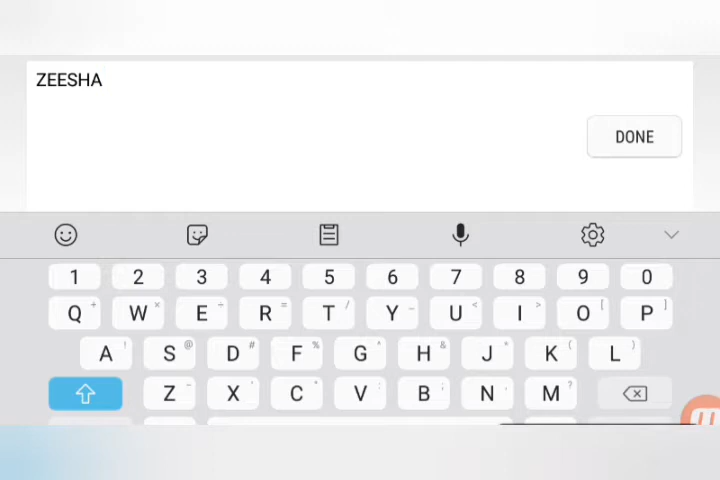 ZEESHA
DONE
1 2 3 4 5 6 7 8 9 0
Q + W × E ÷ R = T / Y _ U < I > O [ P ]
A ! S @ D # F % G ^ H & J * K ( L )
Z X C V B ; N M ?